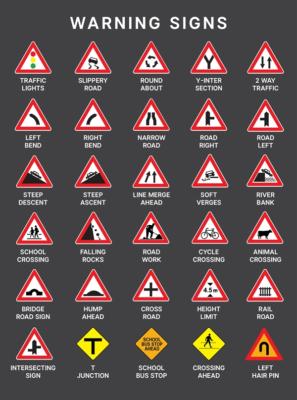 WARNING SIGNS
TRAFFIC SLIPPERY ROUND Y-INTER 2 WAY
LIGHTS ROAD ABOUT SECTION TRAFFIC
LEFT RIGHT NARROW ROAD ROAD
BEND BEND ROAD RIGHT LEFT
STEEP STEEP LINE MERGE SOFT RIVER
DESCENT ASCENT AHEAD VERGES BANK
SCHOOL FALLING ROAD CYCLE ANIMAL
CROSSING ROCKS WORK CROSSING CROSSING
4.5 m
BRIDGE HUMP CROSS HEIGHT RAIL
ROAD SIGN AHEAD ROAD LIMIT ROAD
SCHOOL
BUS STOP
AHEAD
INTERSECTING T SCHOOL CROSSING LEFT
SIGN JUNCTION BUS STOP AHEAD HAIR PIN